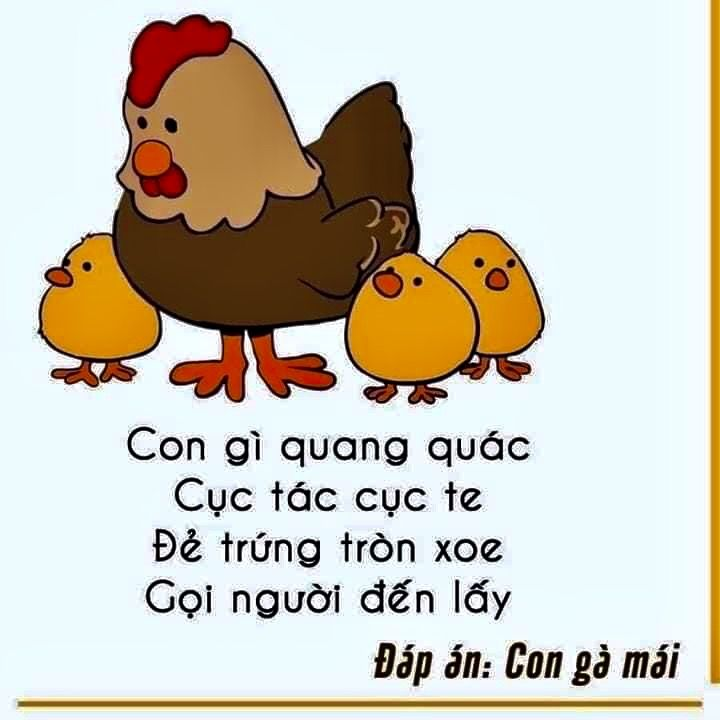 Con gì quang quác
Cục tác cục te
Đẻ trứng tròn xoe
Gọi người đến lấy
Đáp án: Con gà mái